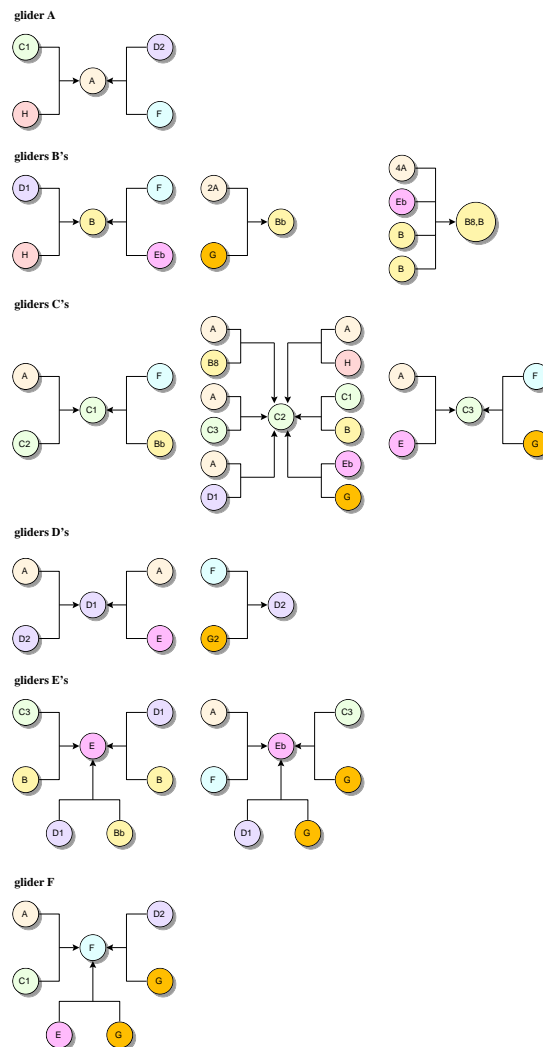 glider A
C1 D2
A
H F
gliders B's
4A
D1 F 2A
Eb
B Bb B8,B
B
H Eb G
B
gliders C's
A A
B8 H
A F A C1 A F
C1 C2 C3
C2 Bb C3 B E G
A Eb
D1 G
gliders D's
A A F
D1 D2
D2 E G2
gliders E's
C3 D1 A C3
E Eb
B B F G
D1 Bb D1 G
glider F
A D2
F
C1 G
E G